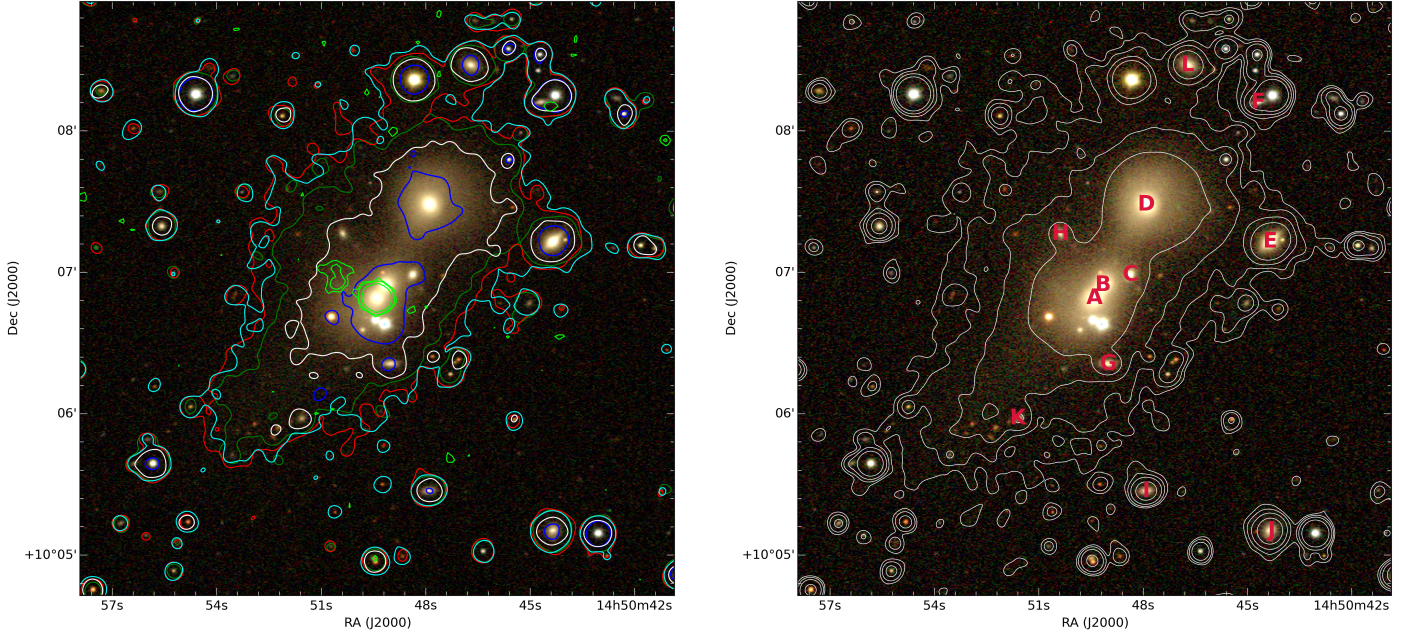 08'
07'
06'
+10°05'
Dec (J2000)
57s 54s 51s 48s 45s 14h50m42s
RA (J2000)
L
F
D
H
E
C
B
A
G
K
I
J
08'
07'
06'
+10°05'
Dec (J2000)
57s 54s 51s 48s 45s 14h50m42s
RA (J2000)